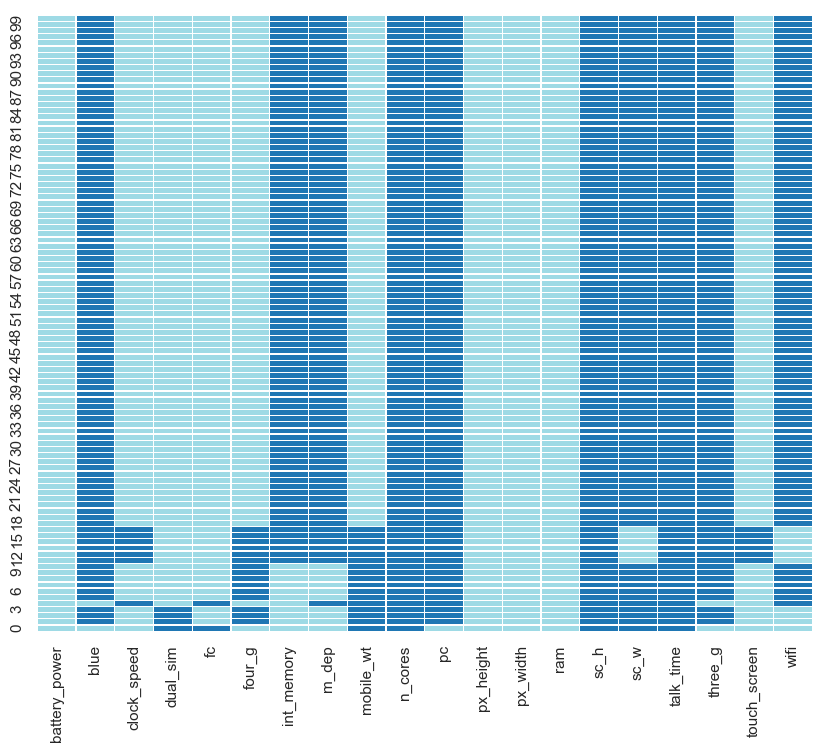 99
96
93
90
87
84
81
78
75
72
69
66
63
60
57
54
51
48
45
42
39
36
33
30
27
24
21
18
15
12
9
6
3
0
battery_power
blue
clock_speed
dual_sim
fc
four_g
int_memory
m_dep
mobile_wt
n_cores
pc
px_height
px_width
ram
sc_h
sc_w
talk_time
three_g
touch_screen
wifi